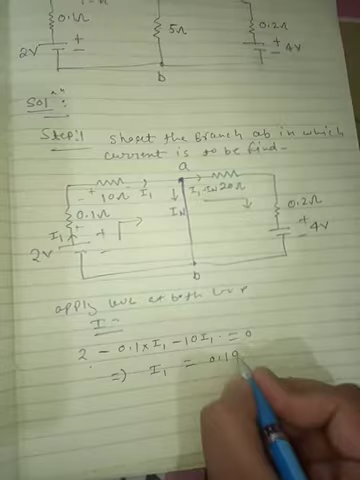 0.1Ω 5Ω 0.2Ω
2V + - + - 4V
b
Sol^n:
Step:1 short the Branch ab in which
current is to be find-
a
+ 10Ω I₁ I₁-IN 20Ω
0.1Ω IN 0.2Ω
I₁ + + - 4V
2V
b
apply KVL at both loop
I:-
2 - 0.1×I₁ - 10I₁ = 0
=) I₁ = 0.19